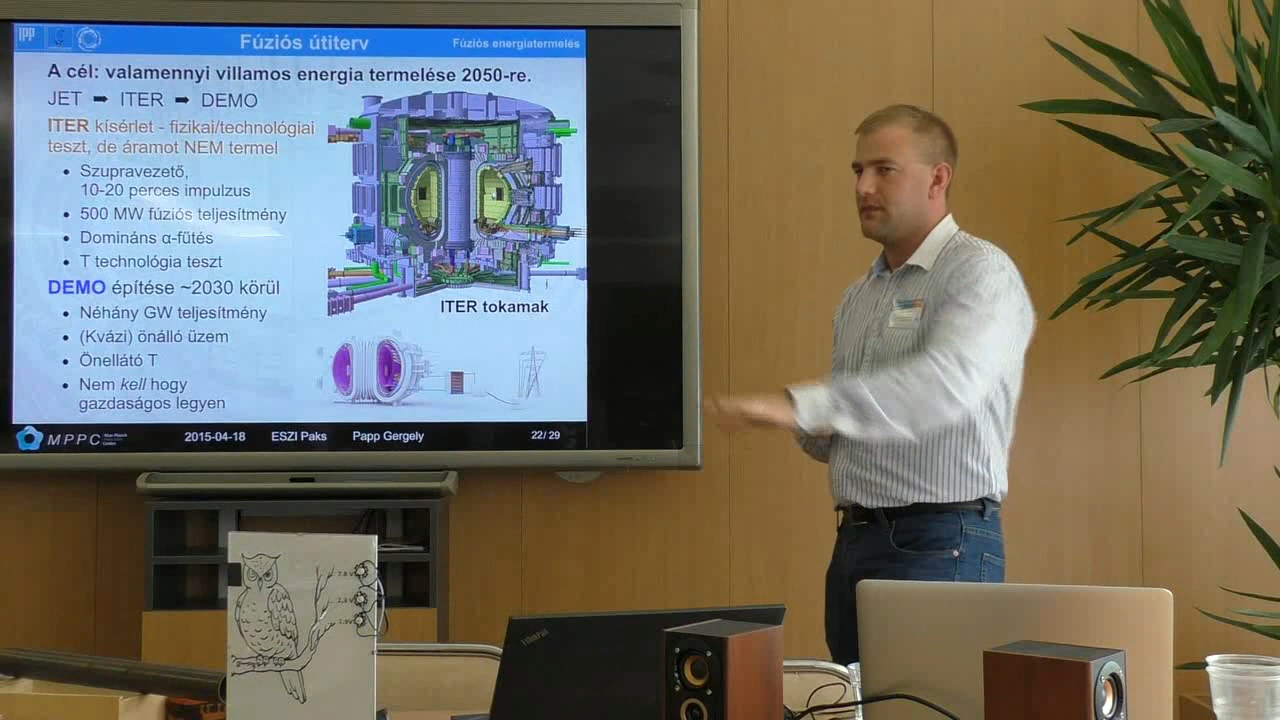 IPP
Fúziós útiterv
Fúziós energiatermelés
A cél: valamennyi villamos energia termelése 2050-re.
JET ➡ ITER ➡ DEMO
ITER kísérlet - fizikai/technológiai
teszt, de áramot NEM termel
• Szupravezető,
10-20 perces impulzus
• 500 MW fúziós teljesítmény
• Domináns α-fűtés
• T technológia teszt
DEMO építése ~2030 körül
• Néhány GW teljesítmény
• (Kvázi) önálló üzem
• Önellátó T
• Nem kell hogy
gazdaságos legyen
ITER tokamak
MPPC
2015-04-18
ESZI Paks
Papp Gergely
22/ 29
ThinkPad